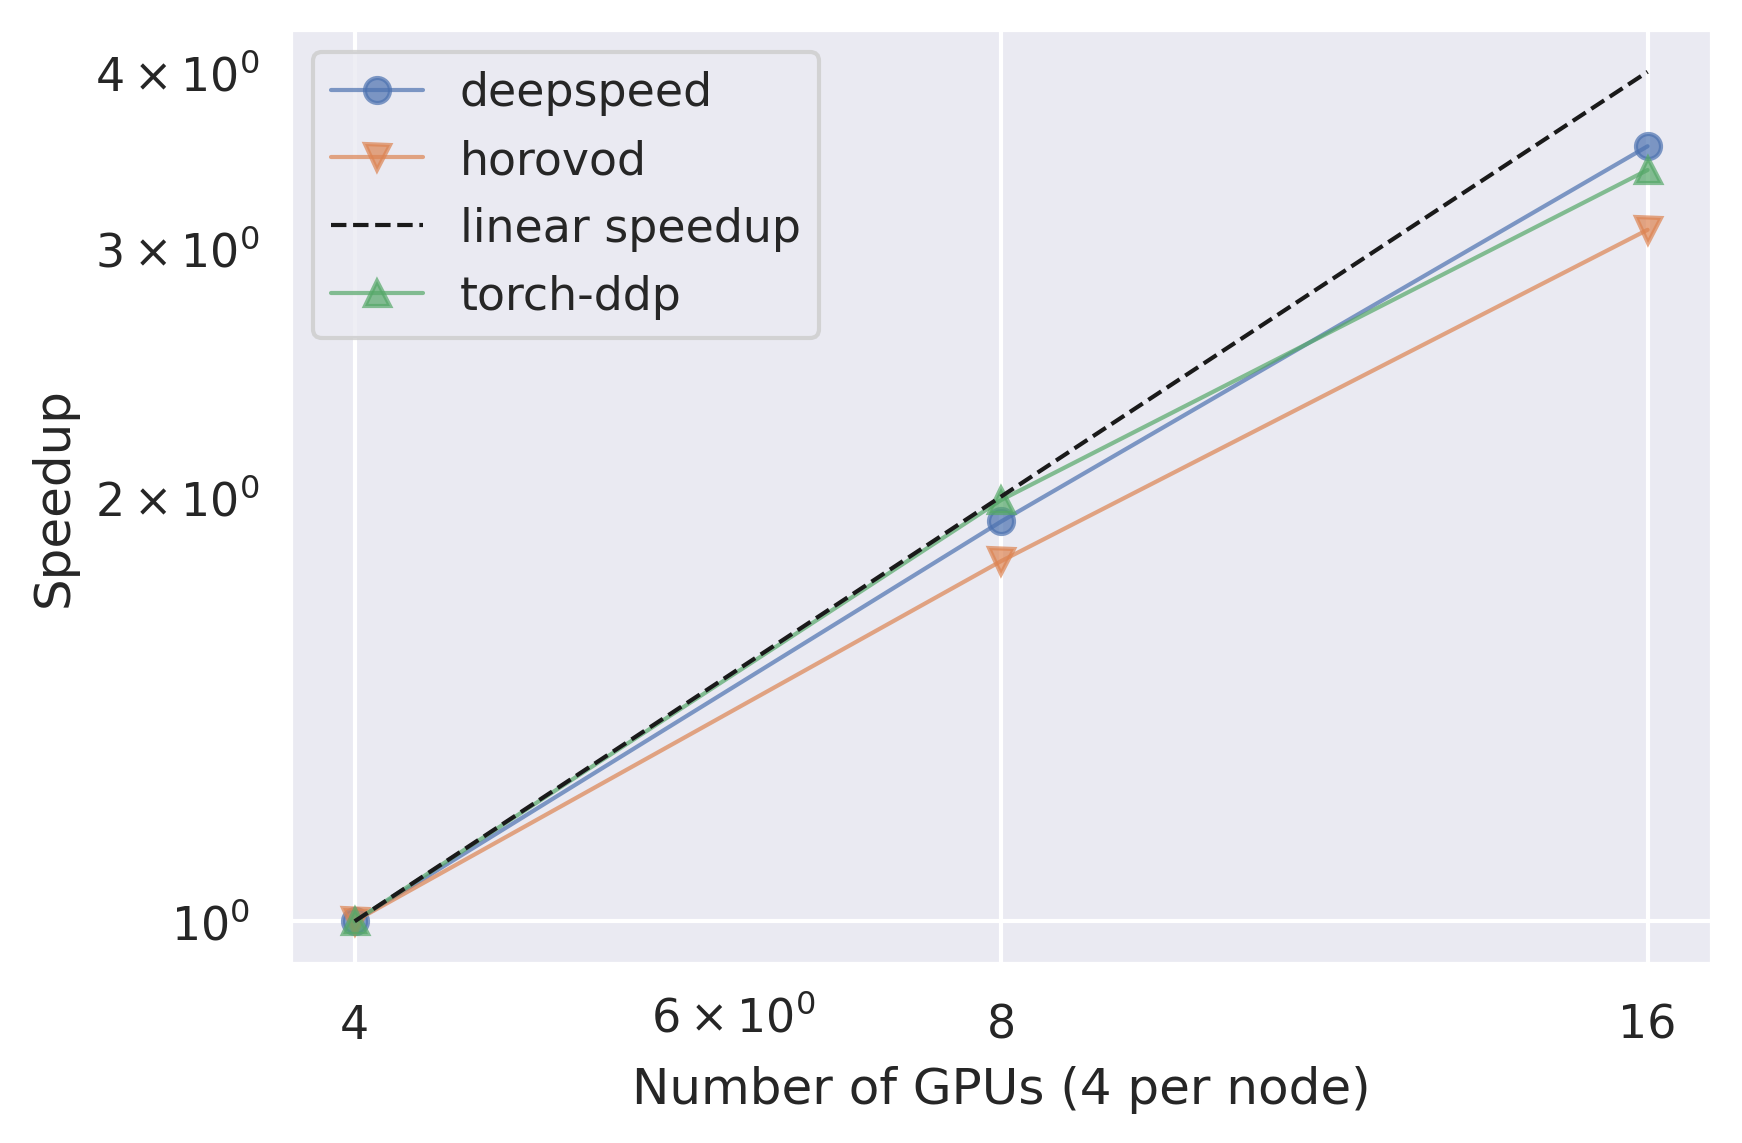 4 × 10⁰
3 × 10⁰
2 × 10⁰
10⁰
Speedup
deepspeed
horovod
linear speedup
torch-ddp
4
6 × 10⁰
8
16
Number of GPUs (4 per node)